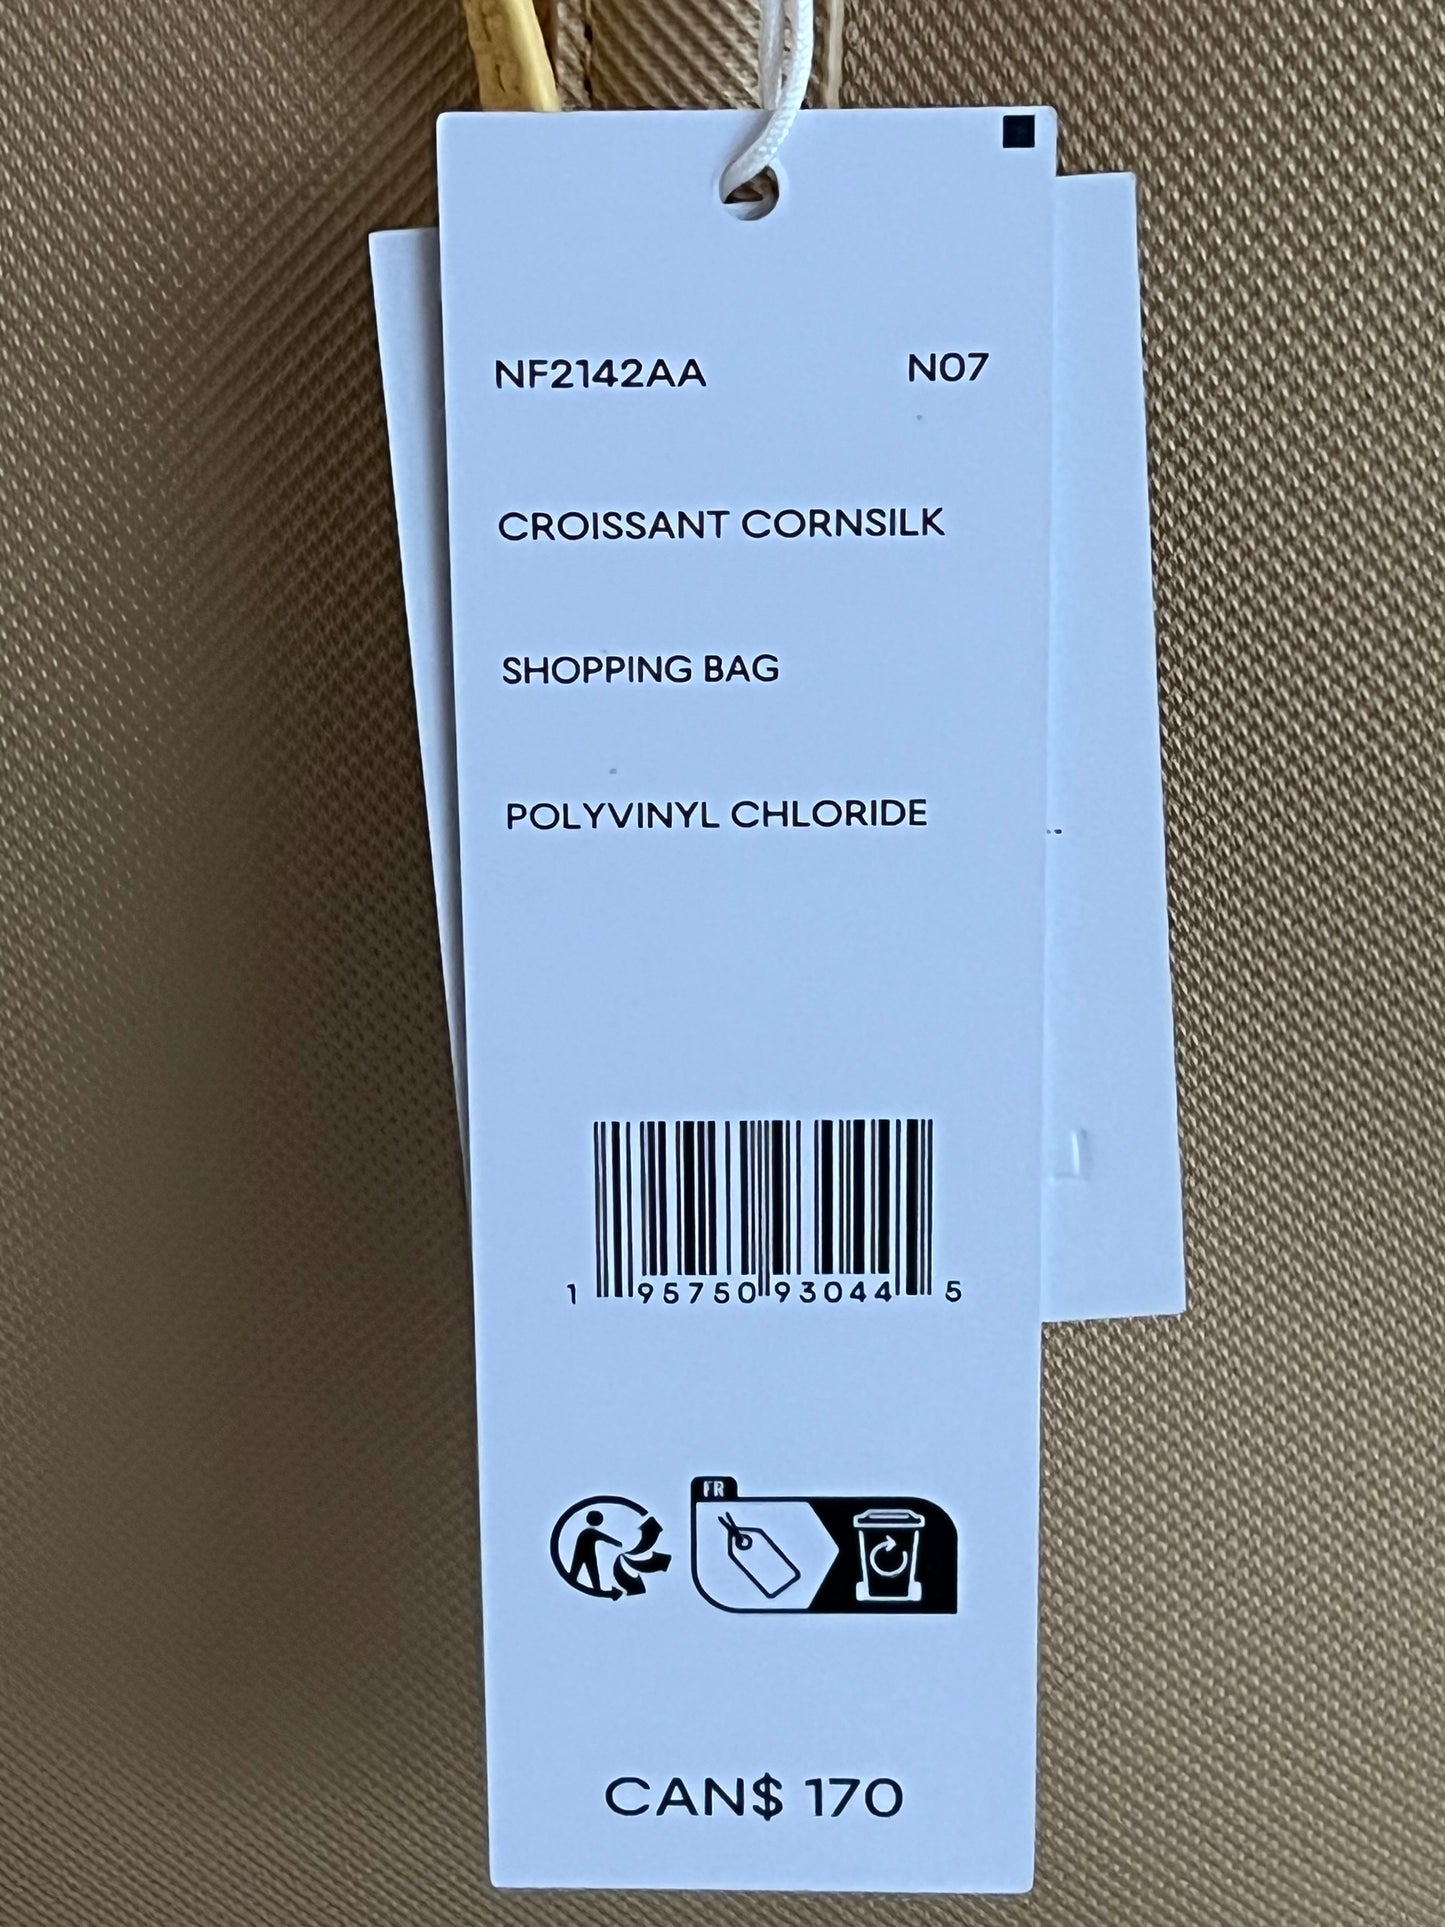 NF2142AA N07
CROISSANT CORNSILK
SHOPPING BAG
POLYVINYL CHLORIDE
1 95750 93044 5
FR
CAN$ 170